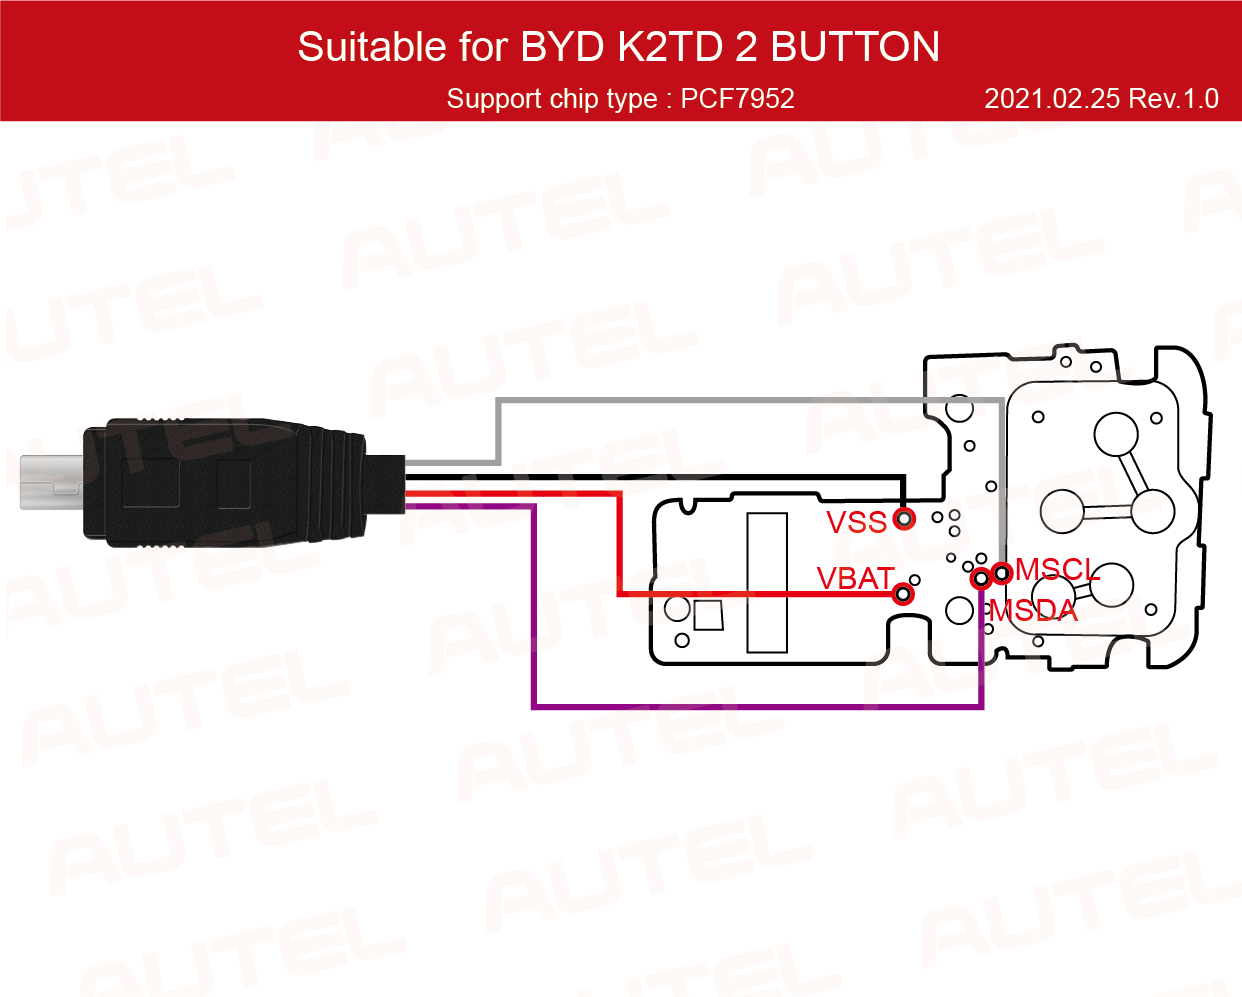 Suitable for BYD K2TD 2 BUTTON
Support chip type : PCF7952
2021.02.25 Rev.1.0
VSS
VBAT
MSCL
MSDA
AUTEL